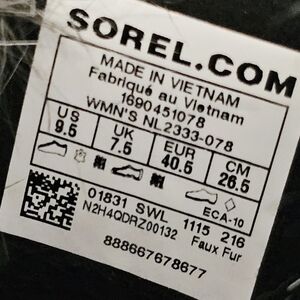 SOREL.COM
MADE IN VIETNAM
Fabriqué au Vietnam
1690451078
WMN'S NL2333-078
US UK EUR CM
9.5 7.5 40.5 26.5
ECA-10
01831 SWL 1115 216
N2H4QDRZ00132 Faux Fur
888667678677